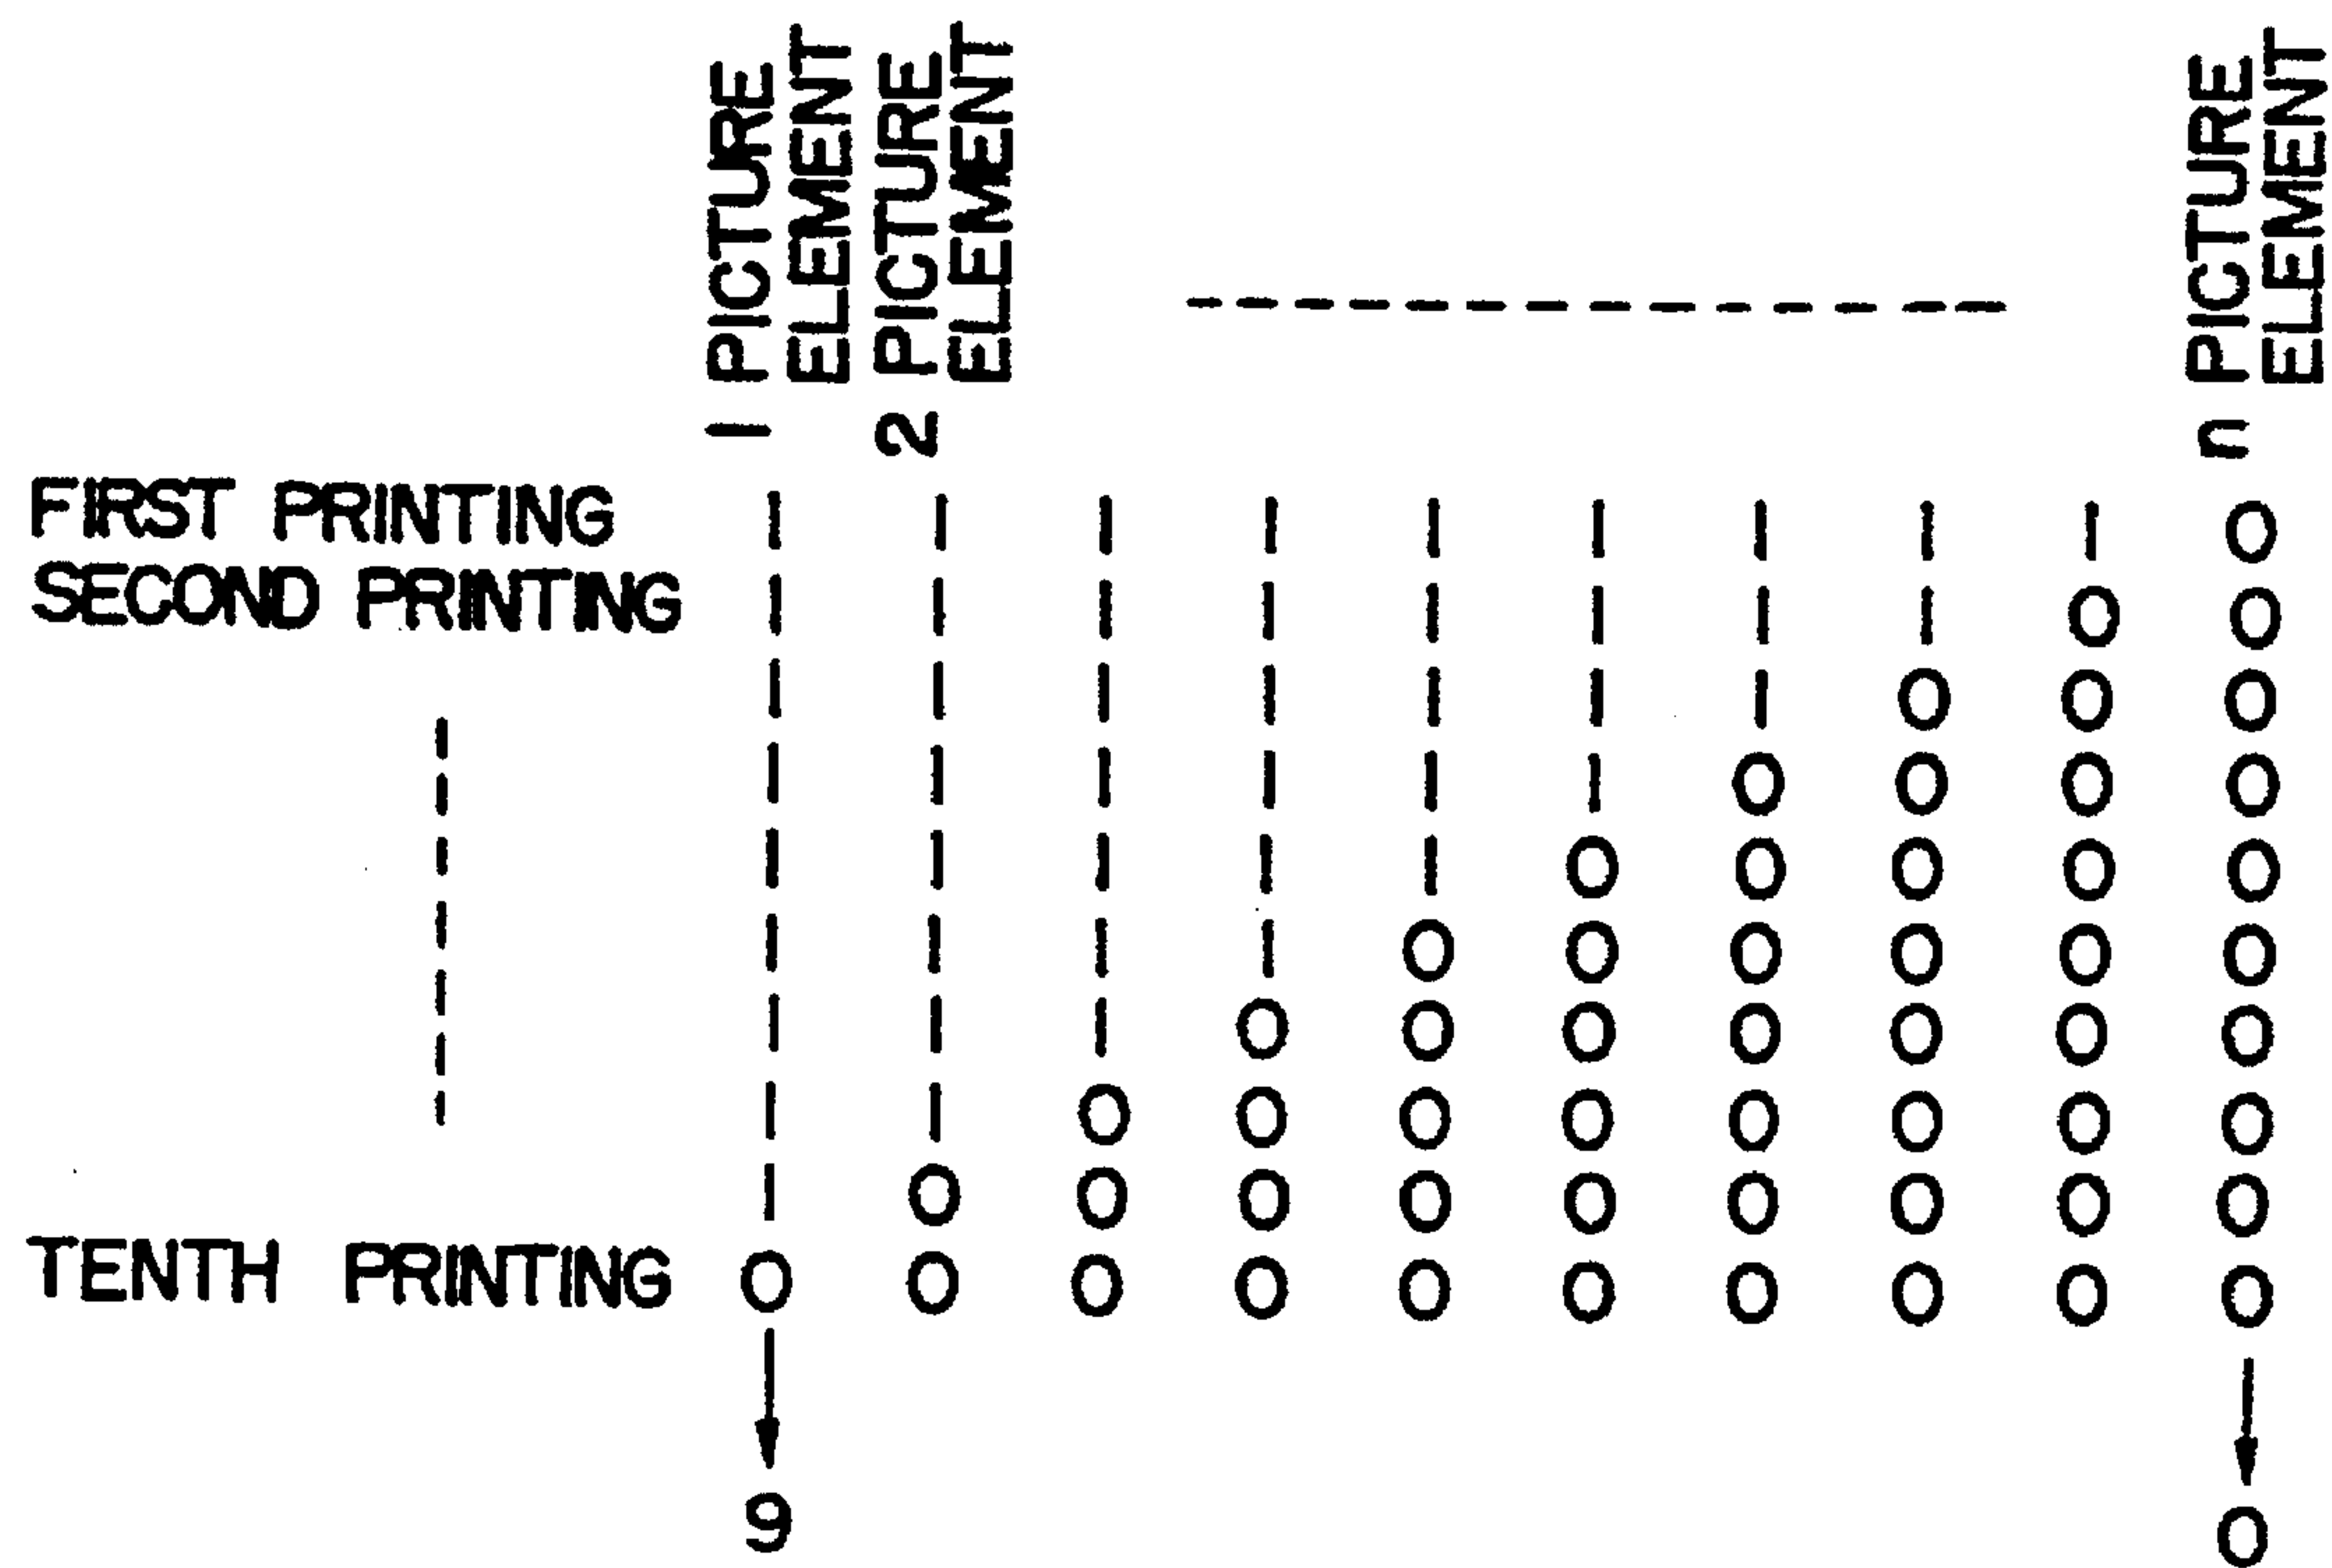 1 PICTURE ELEMENT 2 PICTURE ELEMENT n PICTURE ELEMENT
FIRST PRINTING 1 1 1 1 1 1 1 1 1 0
SECOND PRINTING 1 1 1 1 1 1 1 1 0 0
1 1 1 1 1 1 1 0 0 0
1 1 1 1 1 1 0 0 0 0
1 1 1 1 1 0 0 0 0 0
1 1 1 1 0 0 0 0 0 0
1 1 1 0 0 0 0 0 0 0
1 1 0 0 0 0 0 0 0 0
1 0 0 0 0 0 0 0 0 0
TENTH PRINTING 0 0 0 0 0 0 0 0 0 0
9 0